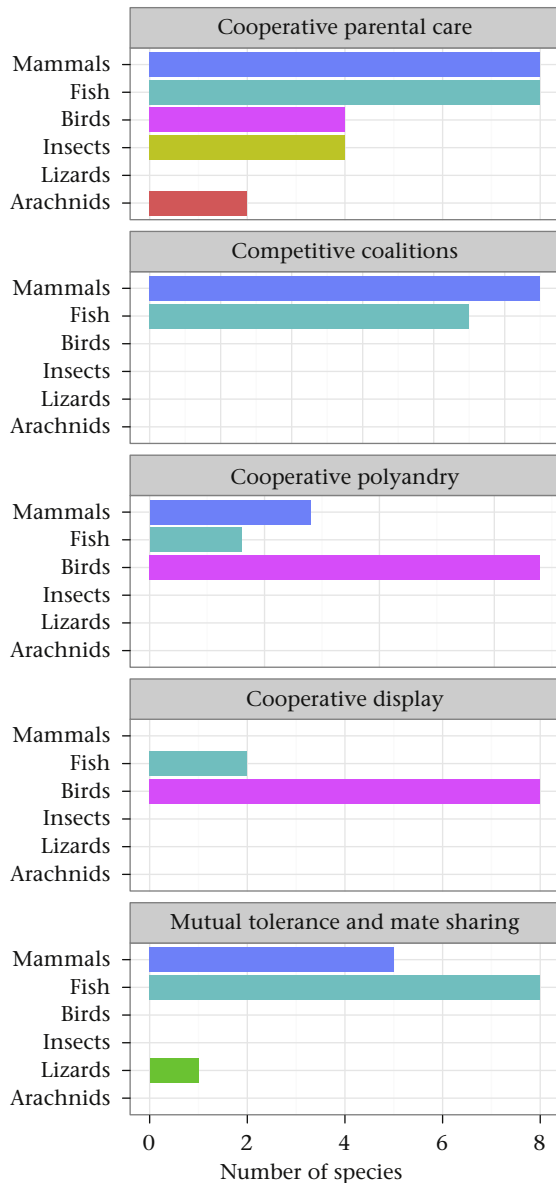 Cooperative parental care
Mammals
Fish
Birds
Insects
Lizards
Arachnids
Competitive coalitions
Mammals
Fish
Birds
Insects
Lizards
Arachnids
Cooperative polyandry
Mammals
Fish
Birds
Insects
Lizards
Arachnids
Cooperative display
Mammals
Fish
Birds
Insects
Lizards
Arachnids
Mutual tolerance and mate sharing
Mammals
Fish
Birds
Insects
Lizards
Arachnids
0 2 4 6 8
Number of species